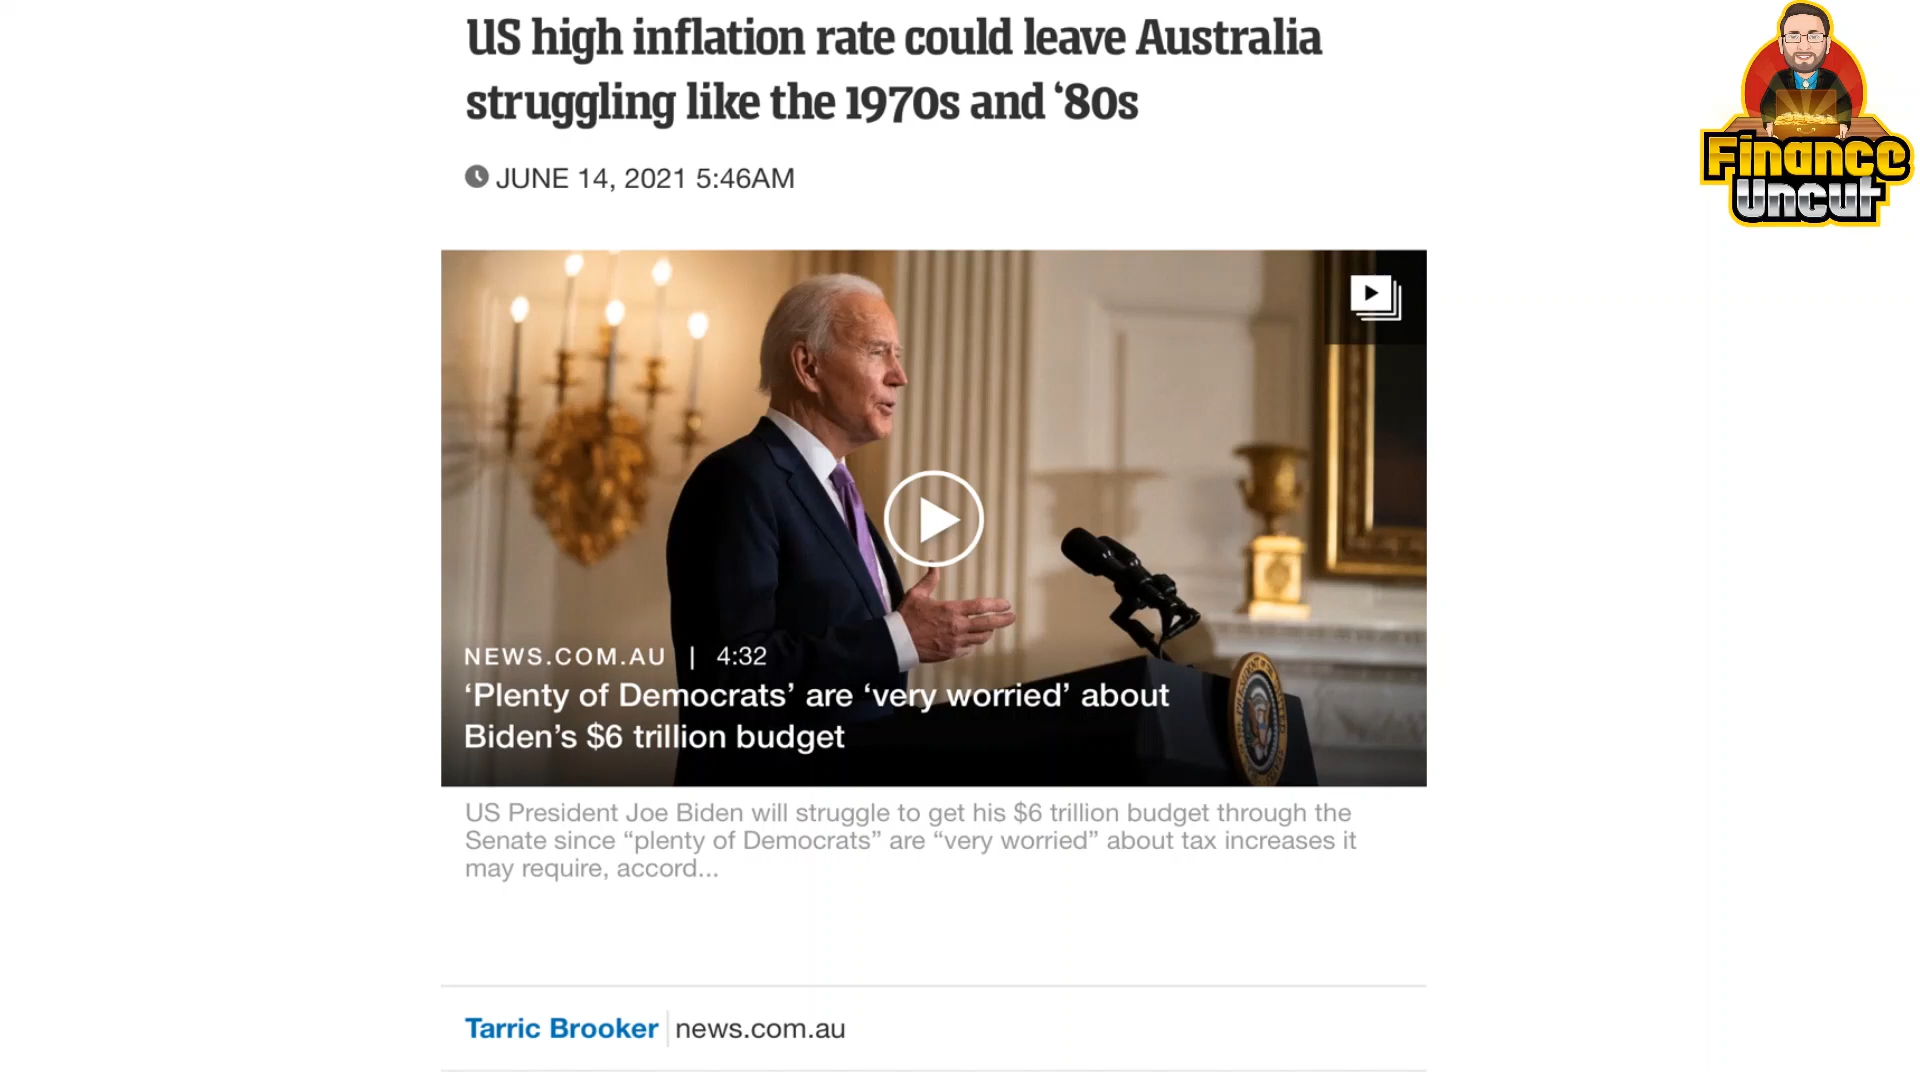 US high inflation rate could leave Australia
struggling like the 1970s and ‘80s
JUNE 14, 2021 5:46AM
Finance
Uncut
NEWS.COM.AU | 4:32
‘Plenty of Democrats’ are ‘very worried’ about
Biden’s $6 trillion budget
US President Joe Biden will struggle to get his $6 trillion budget through the
Senate since “plenty of Democrats” are “very worried” about tax increases it
may require, accord...
Tarric Brooker | news.com.au